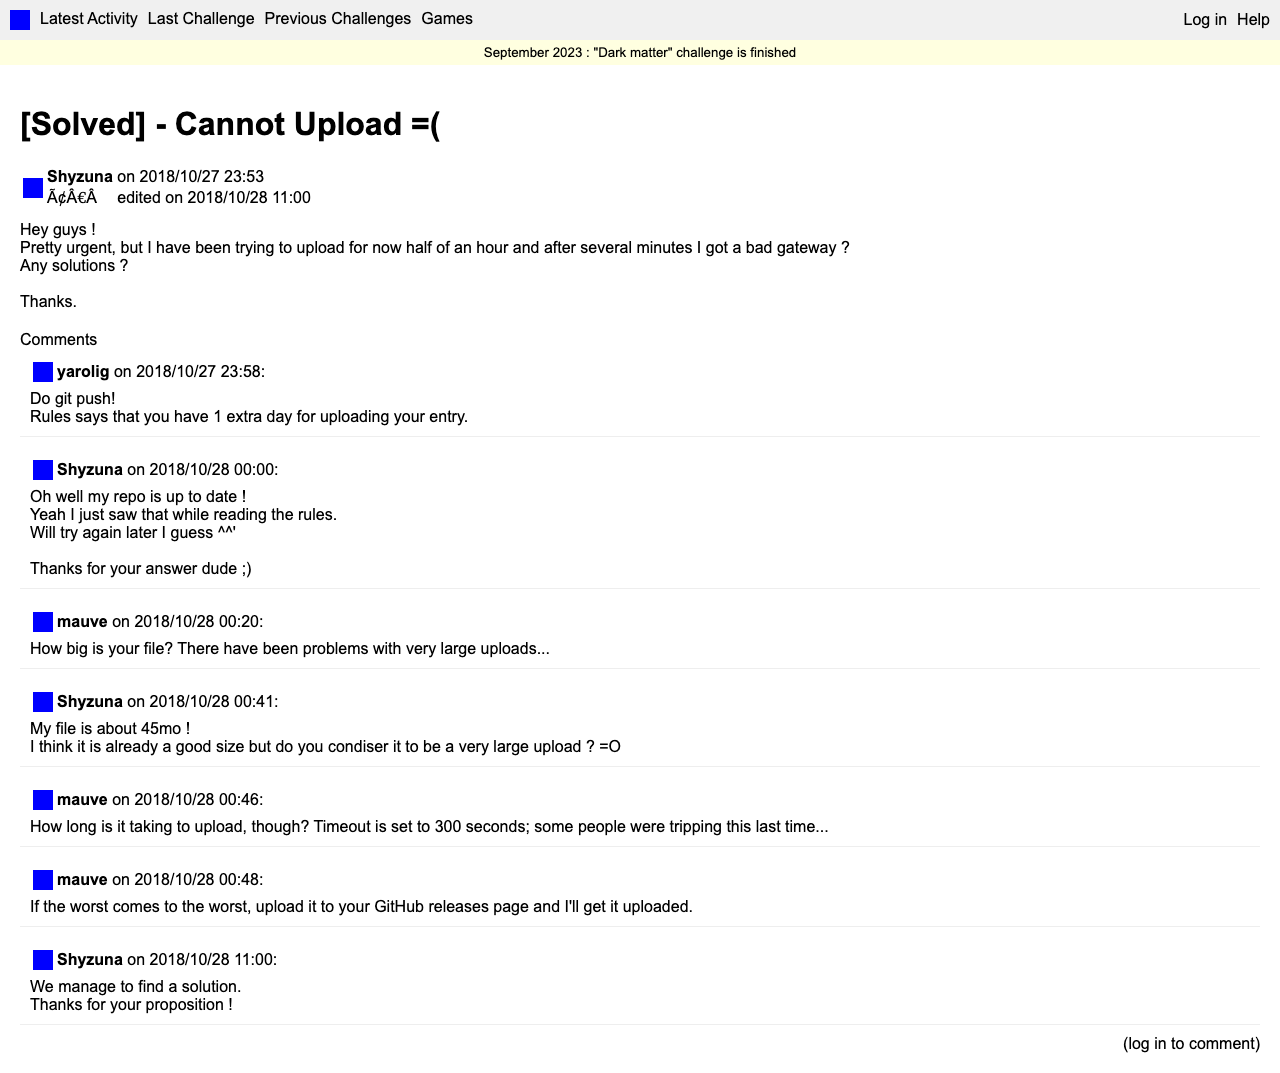 Latest Activity Last Challenge Previous Challenges Games Log in Help
September 2023 : "Dark matter" challenge is finished
[Solved] - Cannot Upload =(
Shyzuna on 2018/10/27 23:53
Ã¢Â€Â edited on 2018/10/28 11:00
Hey guys !
Pretty urgent, but I have been trying to upload for now half of an hour and after several minutes I got a bad gateway ?
Any solutions ?
Thanks.
Comments
yarolig on 2018/10/27 23:58:
Do git push!
Rules says that you have 1 extra day for uploading your entry.
Shyzuna on 2018/10/28 00:00:
Oh well my repo is up to date !
Yeah I just saw that while reading the rules.
Will try again later I guess ^^'
Thanks for your answer dude ;)
mauve on 2018/10/28 00:20:
How big is your file? There have been problems with very large uploads...
Shyzuna on 2018/10/28 00:41:
My file is about 45mo !
I think it is already a good size but do you condiser it to be a very large upload ? =O
mauve on 2018/10/28 00:46:
How long is it taking to upload, though? Timeout is set to 300 seconds; some people were tripping this last time...
mauve on 2018/10/28 00:48:
If the worst comes to the worst, upload it to your GitHub releases page and I'll get it uploaded.
Shyzuna on 2018/10/28 11:00:
We manage to find a solution.
Thanks for your proposition !
(log in to comment)